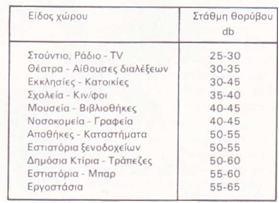 Είδος χώρου Στάθμη θορύβου
db
Στούντιο, Ράδιο - TV 25-30
Θέατρα - Αίθουσες διαλέξεων 30-35
Εκκλησίες - Κατοικίες 30-45
Σχολεία - Κιν/φοι 35-40
Μουσεία - Βιβλιοθήκες 40-45
Νοσοκομεία - Γραφεία 40-45
Αποθήκες - Καταστήματα 50-55
Εστιατόρια ξενοδοχείων 50-55
Δημόσια Κτίρια - Τράπεζες 50-60
Εστιατόρια - Μπαρ 55-60
Εργοστάσια 55-65